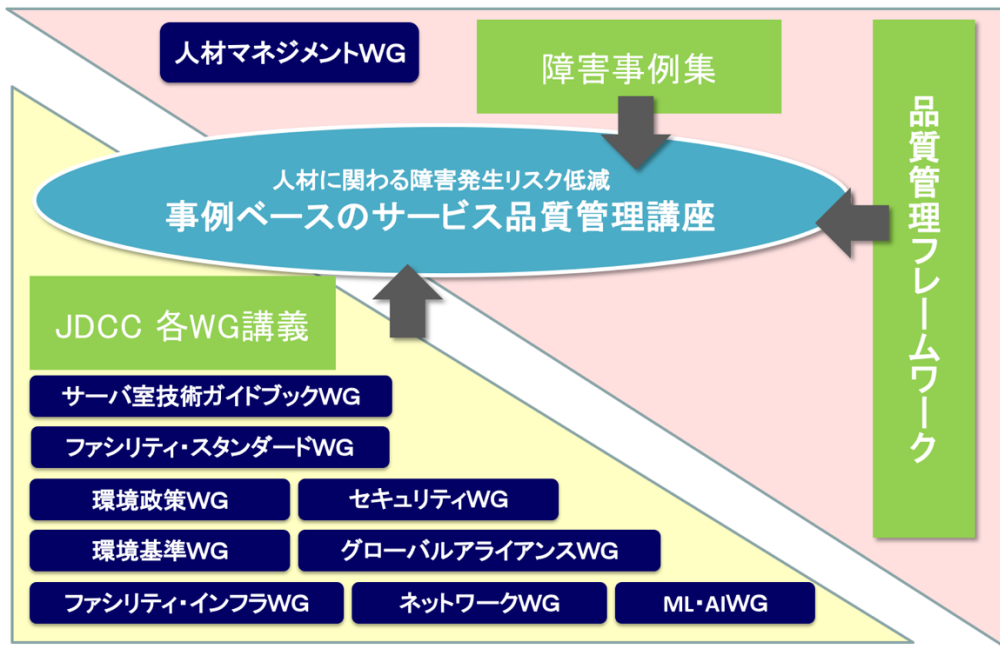 人材マネジメントWG
障害事例集
品質管理フレームワーク
人材に関わる障害発生リスク低減
事例ベースのサービス品質管理講座
JDCC 各WG講義
サーバ室技術ガイドブックWG
ファシリティ・スタンダードWG
環境政策WG
セキュリティWG
環境基準WG
グローバルアライアンスWG
ファシリティ・インフラWG
ネットワークWG
ML・AIWG